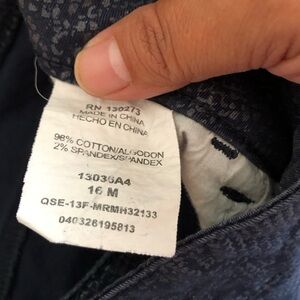 RN 130273
MADE IN CHINA
HECHO EN CHINA
98% COTTON/ALGODON
2% SPANDEX/SPANDEX
13036A4
16 M
QSE-13F-MRMH32133
040326195813